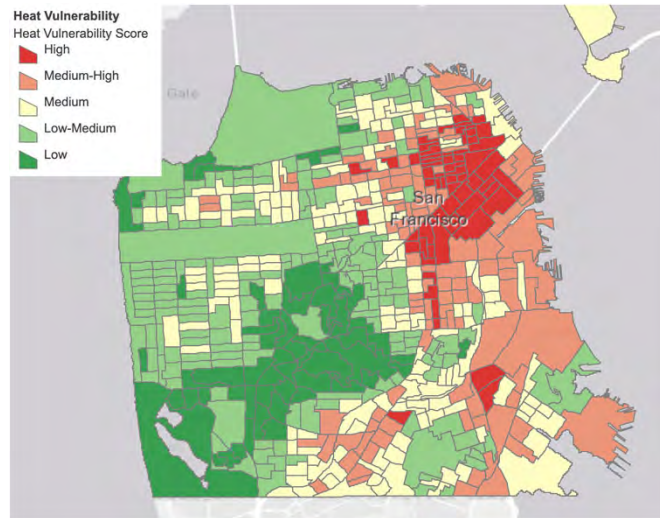 Heat Vulnerability
Heat Vulnerability Score
High
Medium-High
Medium
Low-Medium
Low
Gate
San
Francisco